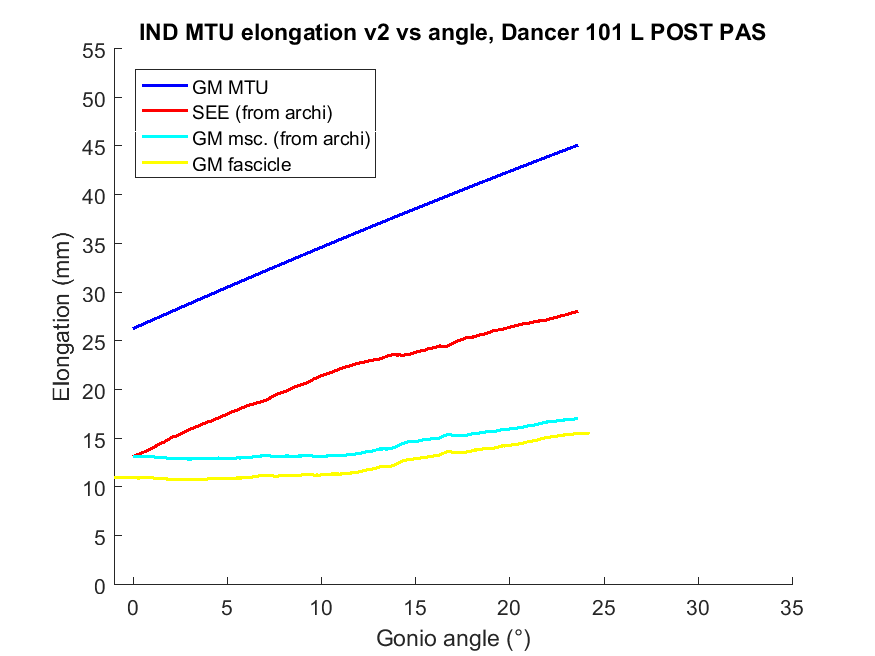 IND MTU elongation v2 vs angle, Dancer 101 L POST PAS
55
50
45
40
35
30
25
20
15
10
5
0
Elongation (mm)
GM MTU
SEE (from archi)
GM msc. (from archi)
GM fascicle
0 5 10 15 20 25 30 35
Gonio angle (°)